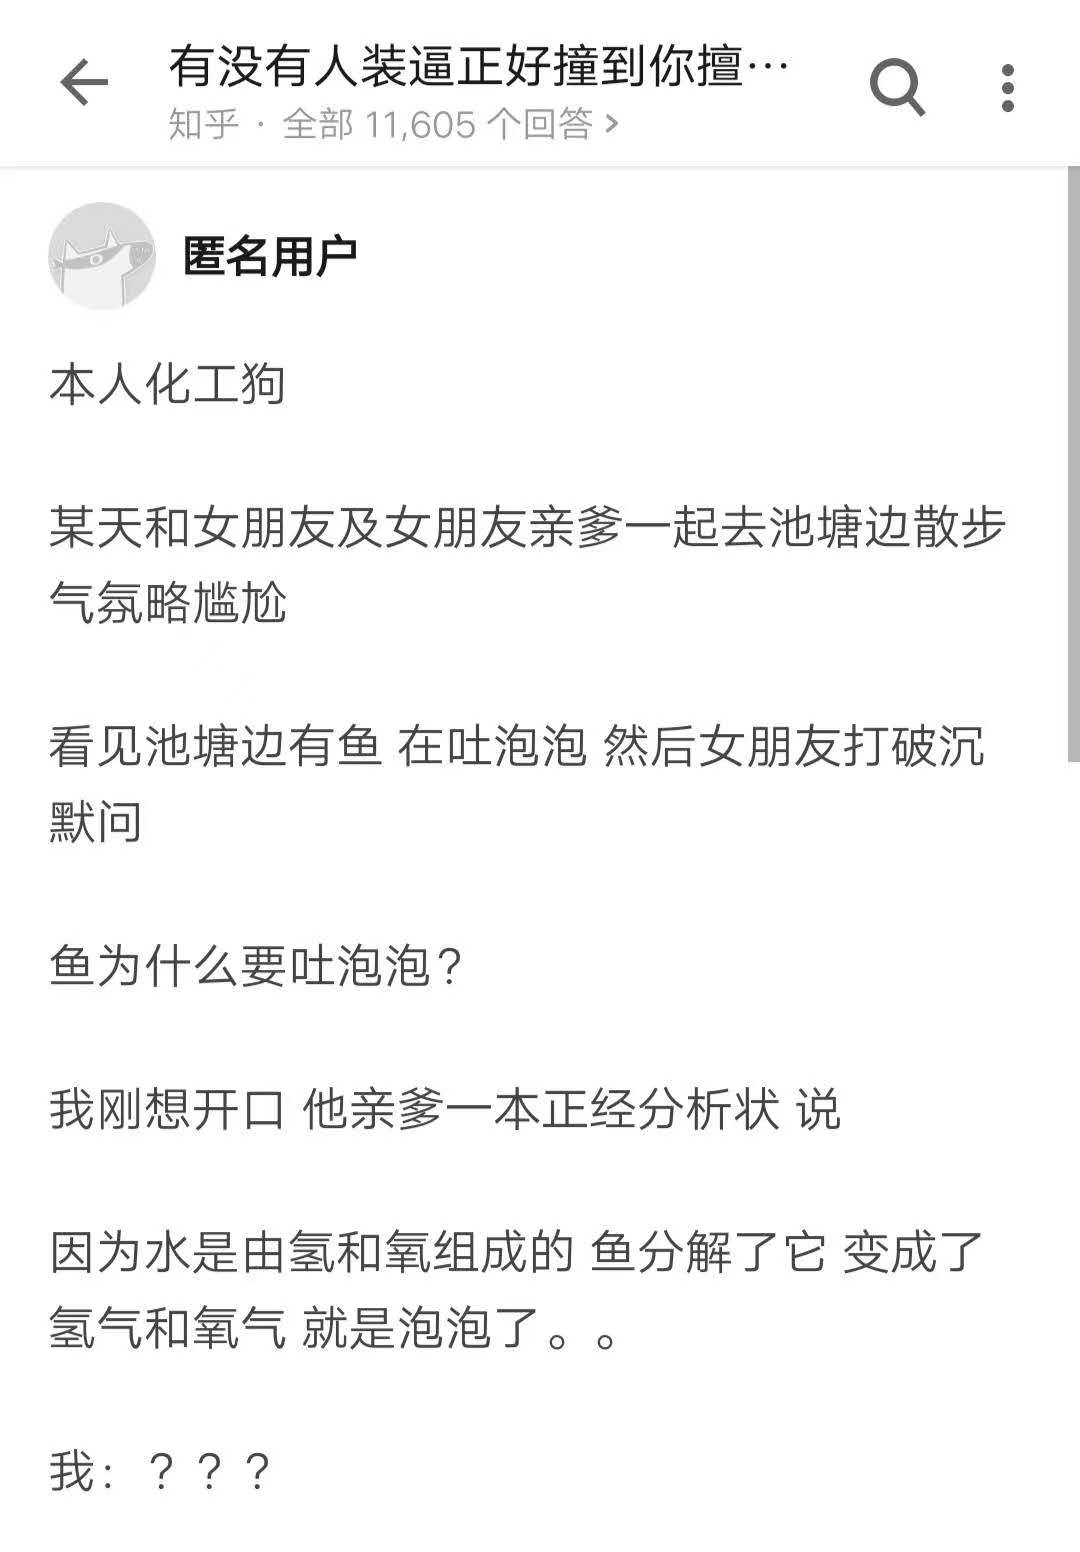 有没有人装逼正好撞到你擅…
知乎 · 全部 11,605 个回答 >
匿名用户
本人化工狗
某天和女朋友及女朋友亲爹一起去池塘边散步
气氛略尴尬
看见池塘边有鱼 在吐泡泡 然后女朋友打破沉
默问
鱼为什么要吐泡泡？
我刚想开口 他亲爹一本正经分析状 说
因为水是由氢和氧组成的 鱼分解了它 变成了
氢气和氧气 就是泡泡了。。
我：？？？